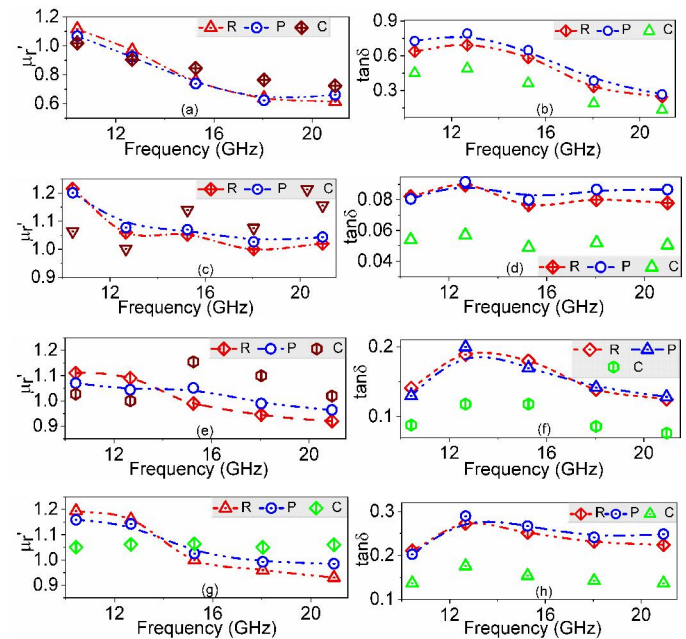 R P C
1.0
0.8
0.6
μr'
(a)
12 16 20
Frequency (GHz)
R P C
0.9
0.6
0.3
tanδ
(b)
12 16 20
Frequency (GHz)
R P C
1.2
1.1
1.0
0.9
μr'
(c)
12 16 20
Frequency (GHz)
0.08
0.06
0.04
tanδ
(d)
R P C
12 16 20
Frequency (GHz)
R P C
1.2
1.1
1.0
0.9
μr'
(e)
12 16 20
Frequency (GHz)
R P
C
0.2
0.1
tanδ
(f)
12 16 20
Frequency (GHz)
R P C
1.2
1.1
1.0
0.9
μr'
(g)
12 16 20
Frequency (GHz)
R P C
0.3
0.2
0.1
tanδ
(h)
12 16 20
Frequency (GHz)